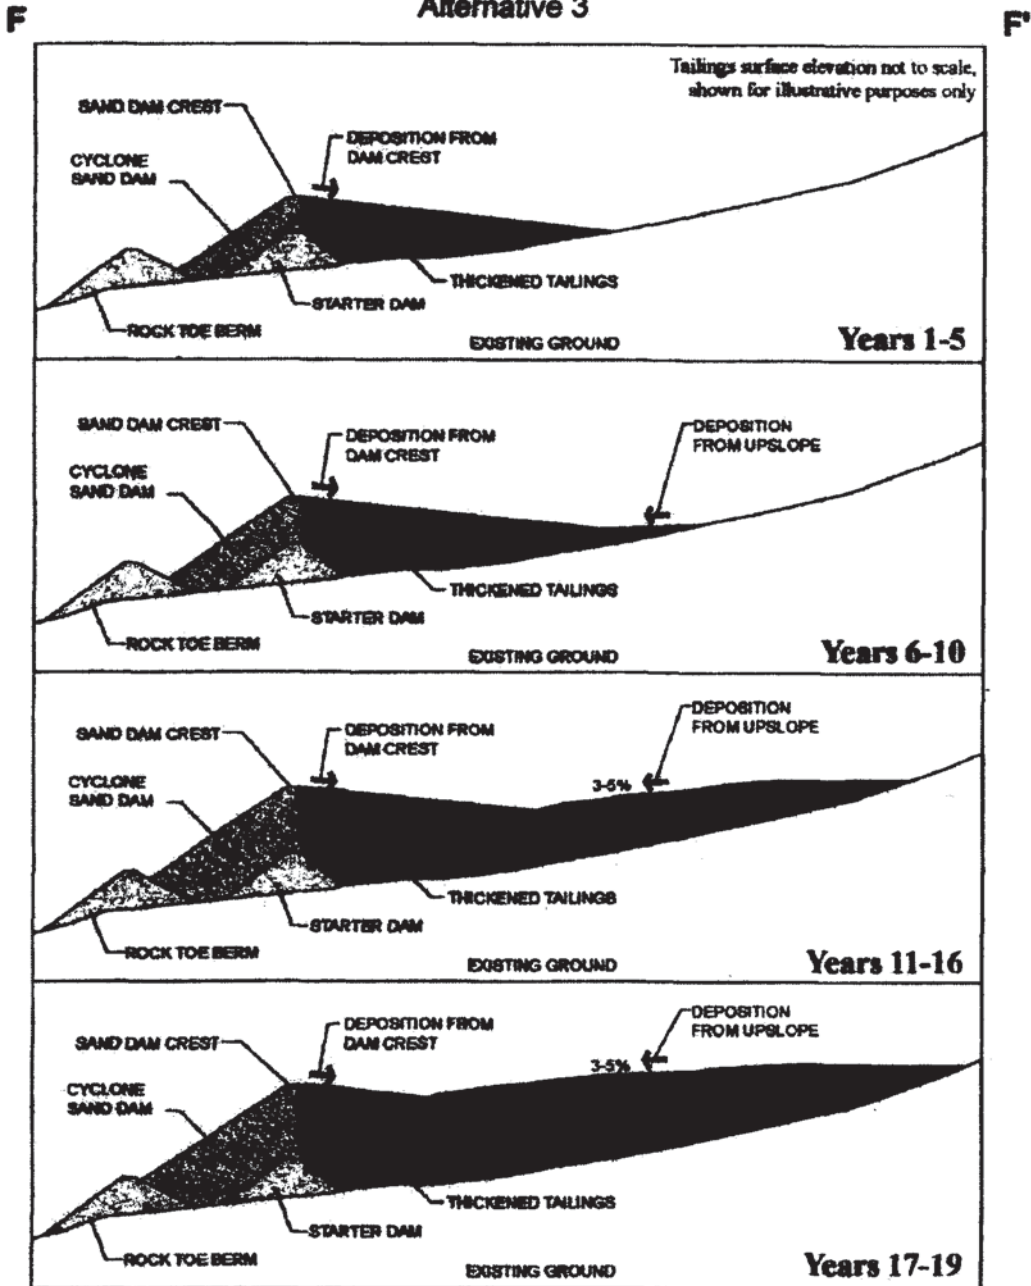 Alternative 3
F
F'
Tailings surface elevation not to scale,
shown for illustrative purposes only
SAND DAM CREST
DEPOSITION FROM
DAM CREST
CYCLONE
SAND DAM
THICKENED TAILINGS
STARTER DAM
ROCK TOE BERM
EXISTING GROUND
Years 1-5
SAND DAM CREST
DEPOSITION FROM
DAM CREST
DEPOSITION
FROM UPSLOPE
CYCLONE
SAND DAM
THICKENED TAILINGS
STARTER DAM
ROCK TOE BERM
EXISTING GROUND
Years 6-10
SAND DAM CREST
DEPOSITION FROM
DAM CREST
DEPOSITION
FROM UPSLOPE
CYCLONE
SAND DAM
3-5%
THICKENED TAILINGS
STARTER DAM
ROCK TOE BERM
EXISTING GROUND
Years 11-16
SAND DAM CREST
DEPOSITION FROM
DAM CREST
DEPOSITION
FROM UPSLOPE
CYCLONE
SAND DAM
3-5%
THICKENED TAILINGS
STARTER DAM
ROCK TOE BERM
EXISTING GROUND
Years 17-19